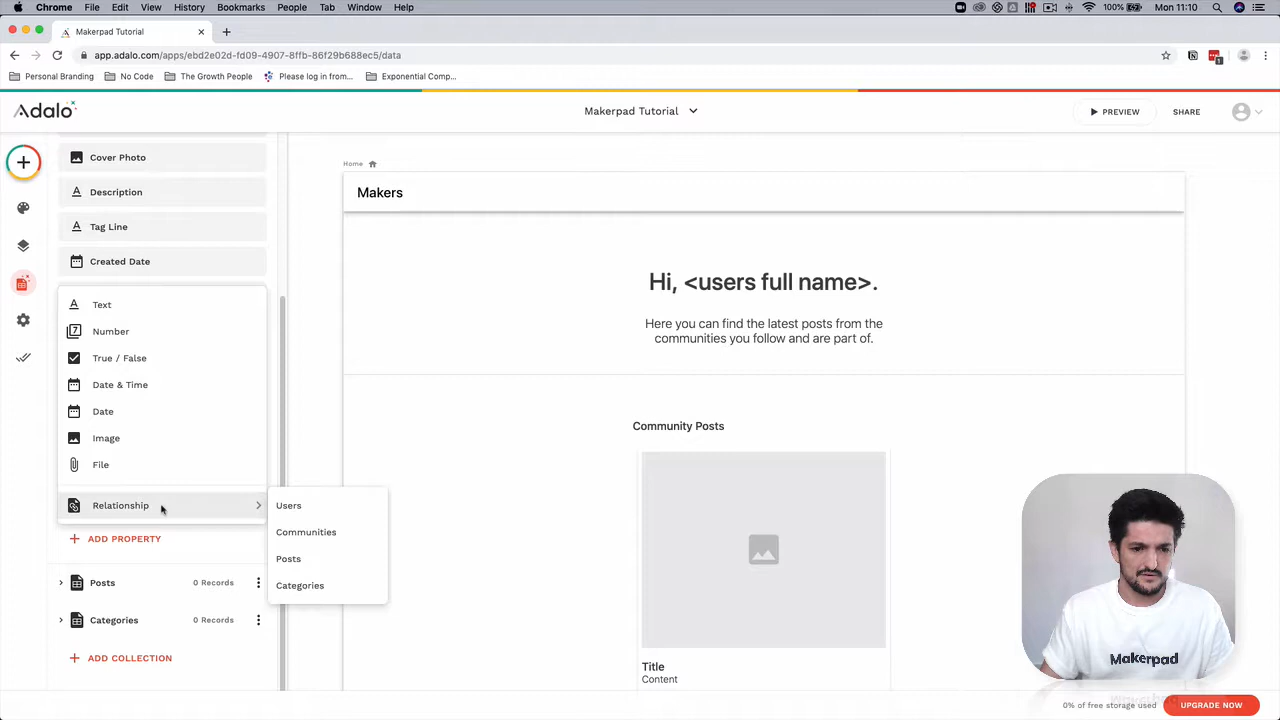 Chrome File Edit View History Bookmarks People Tab Window Help
100% Mon 11:10
Makerpad Tutorial
app.adalo.com/apps/ebd2e02d-fd09-4907-8ffb-86f29b688ec5/data
Personal Branding No Code The Growth People Please log in from... Exponential Comp...
Adalo Makerpad Tutorial PREVIEW SHARE
Cover Photo
Description
Tag Line
Created Date
Text
Number
True / False
Date & Time
Date
Image
File
Relationship
Users
Communities
Posts
Categories
ADD PROPERTY
Posts 0 Records
Categories 0 Records
ADD COLLECTION
Home
Makers
Hi, <users full name>.
Here you can find the latest posts from the
communities you follow and are part of.
Community Posts
Title
Content
Makerpad
0% of free storage used UPGRADE NOW